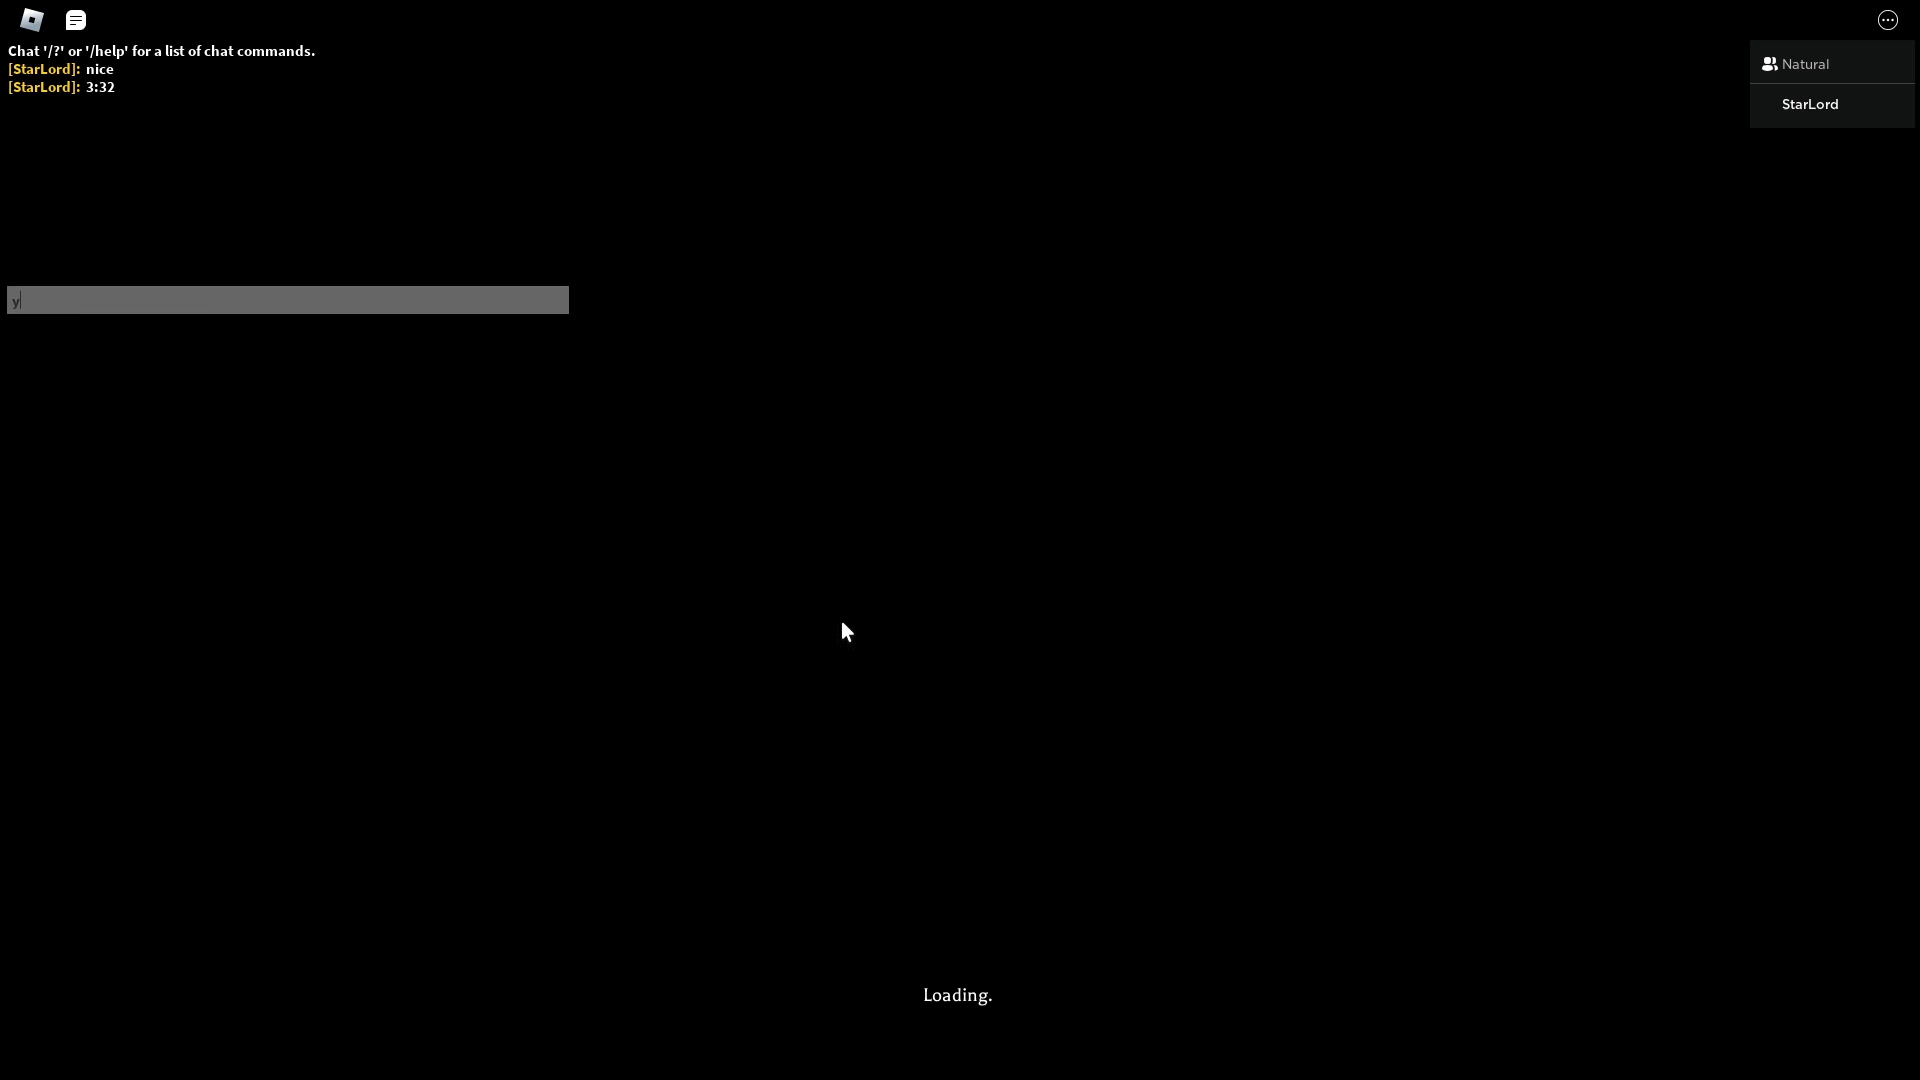 Chat '/?' or '/help' for a list of chat commands.
[StarLord]: nice
[StarLord]: 3:32
Natural
StarLord
y
Loading.